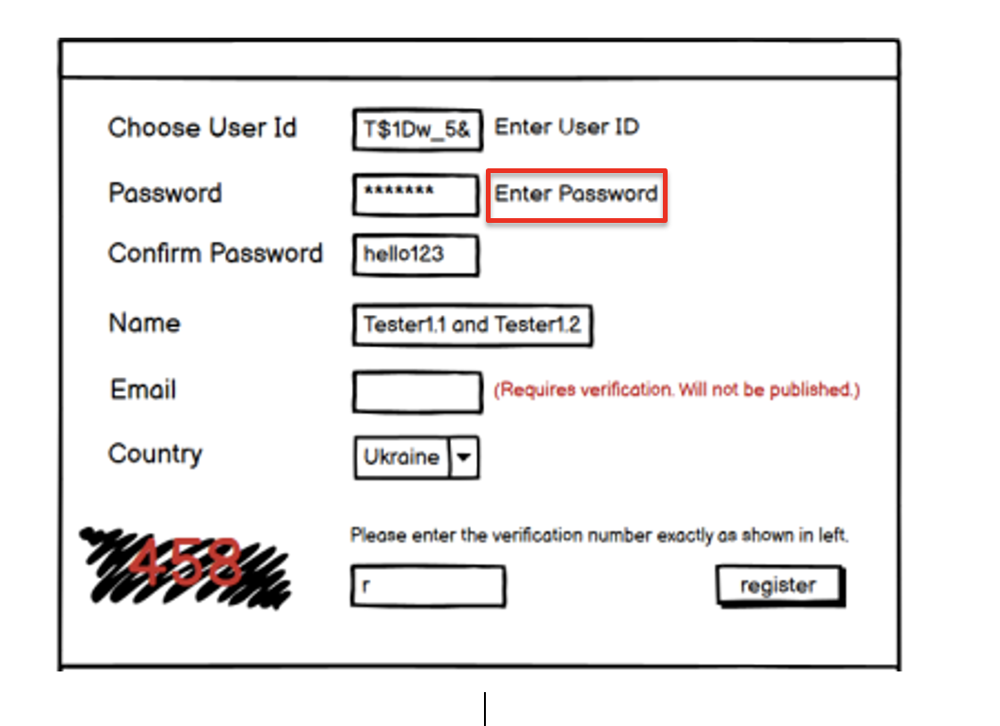 Choose User Id T$1Dw_5& Enter User ID
Password ******* Enter Password
Confirm Password hello123
Name Tester1.1 and Tester1.2
Email (Requires verification. Will not be published.)
Country Ukraine
Please enter the verification number exactly as shown in left.
458 r register